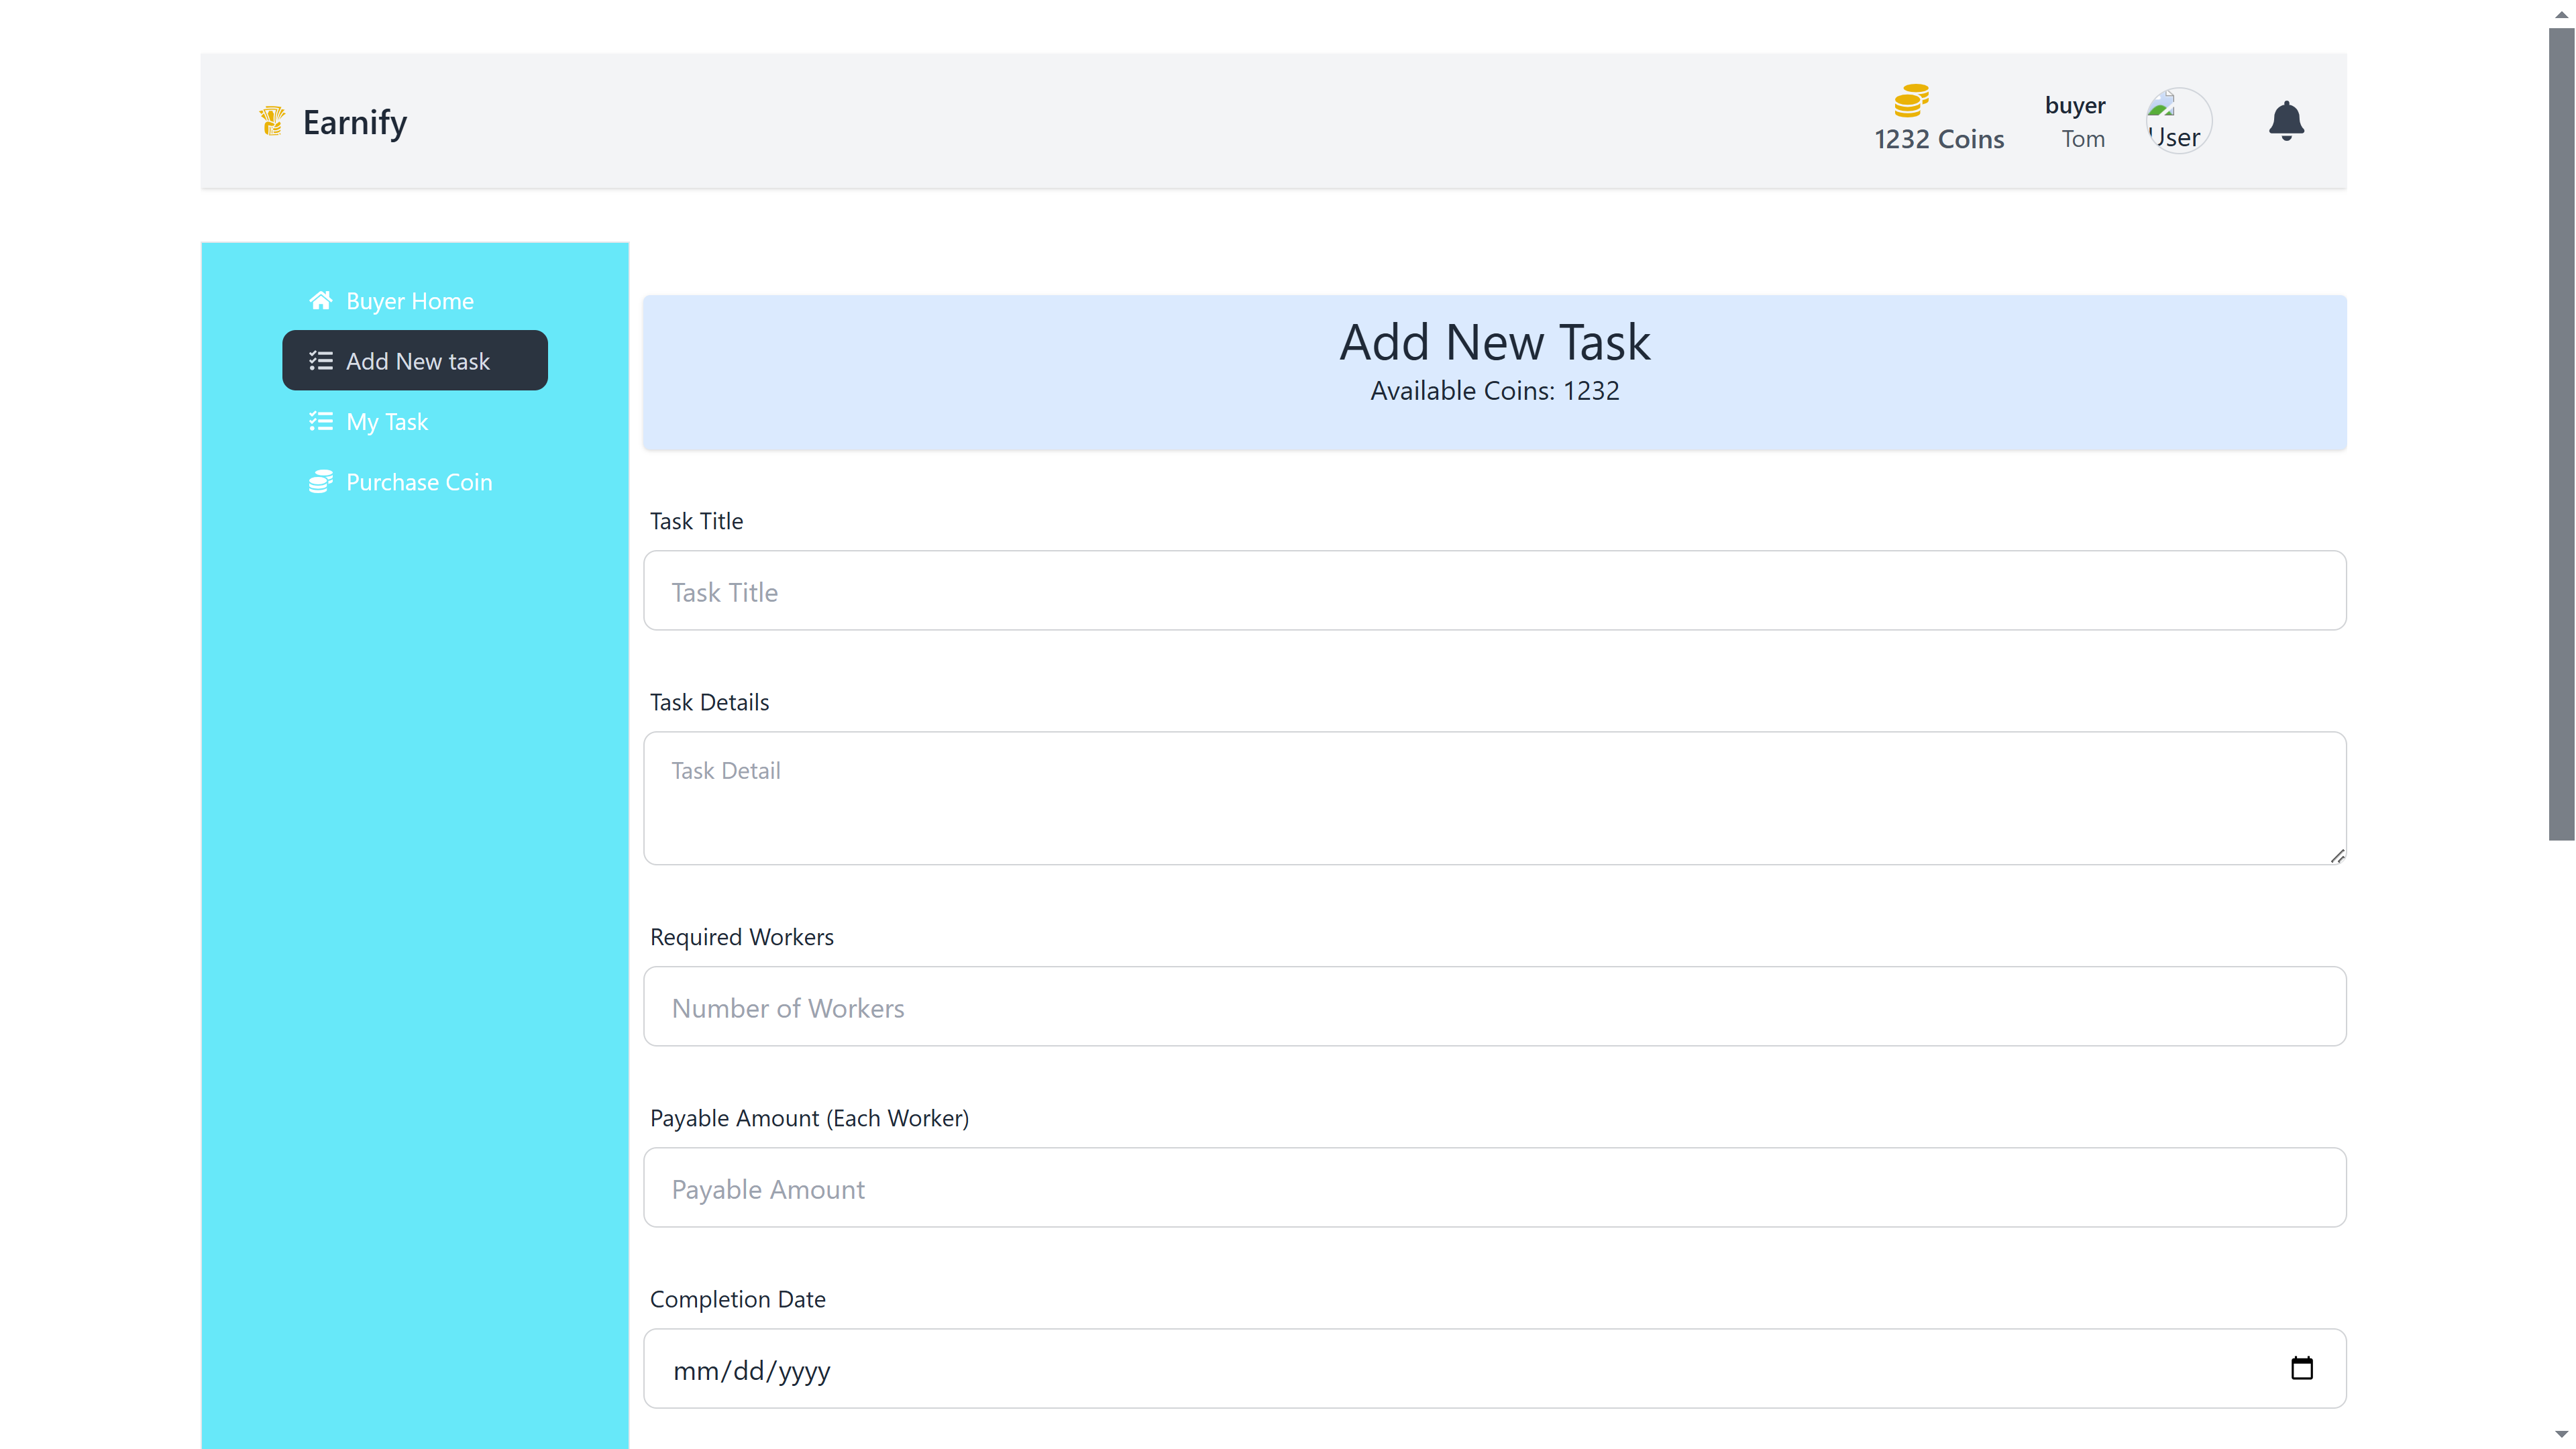 Earnify
1232 Coins
buyer
Tom
User
Buyer Home
Add New task
My Task
Purchase Coin
Add New Task
Available Coins: 1232
Task Title
Task Title
Task Details
Task Detail
Required Workers
Number of Workers
Payable Amount (Each Worker)
Payable Amount
Completion Date
mm/dd/yyyy